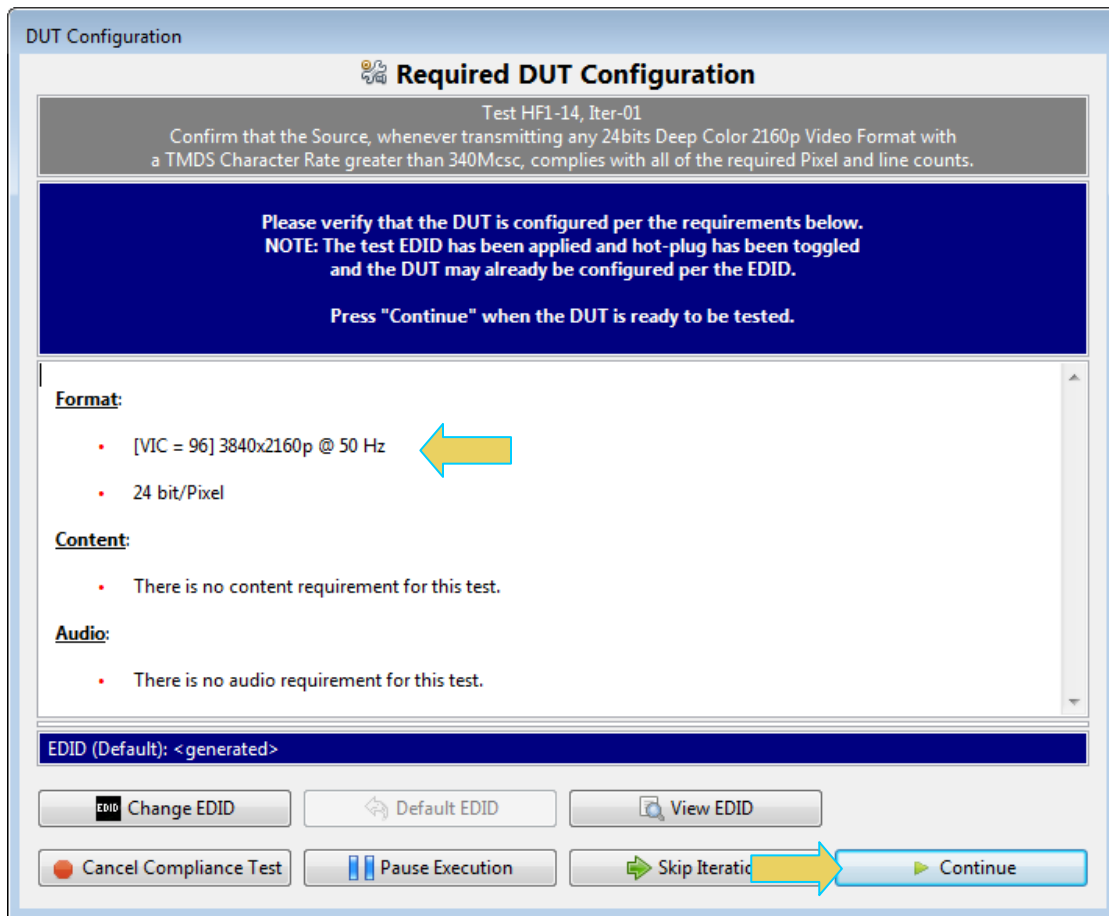 DUT Configuration
Required DUT Configuration
Test HF1-14, Iter-01
Confirm that the Source, whenever transmitting any 24bits Deep Color 2160p Video Format with
a TMDS Character Rate greater than 340Mcsc, complies with all of the required Pixel and line counts.
Please verify that the DUT is configured per the requirements below.
NOTE: The test EDID has been applied and hot-plug has been toggled
and the DUT may already be configured per the EDID.
Press "Continue" when the DUT is ready to be tested.
Format:
• [VIC = 96] 3840x2160p @ 50 Hz
• 24 bit/Pixel
Content:
• There is no content requirement for this test.
Audio:
• There is no audio requirement for this test.
EDID (Default): <generated>
EDID Change EDID Default EDID View EDID
Cancel Compliance Test Pause Execution Skip Continue